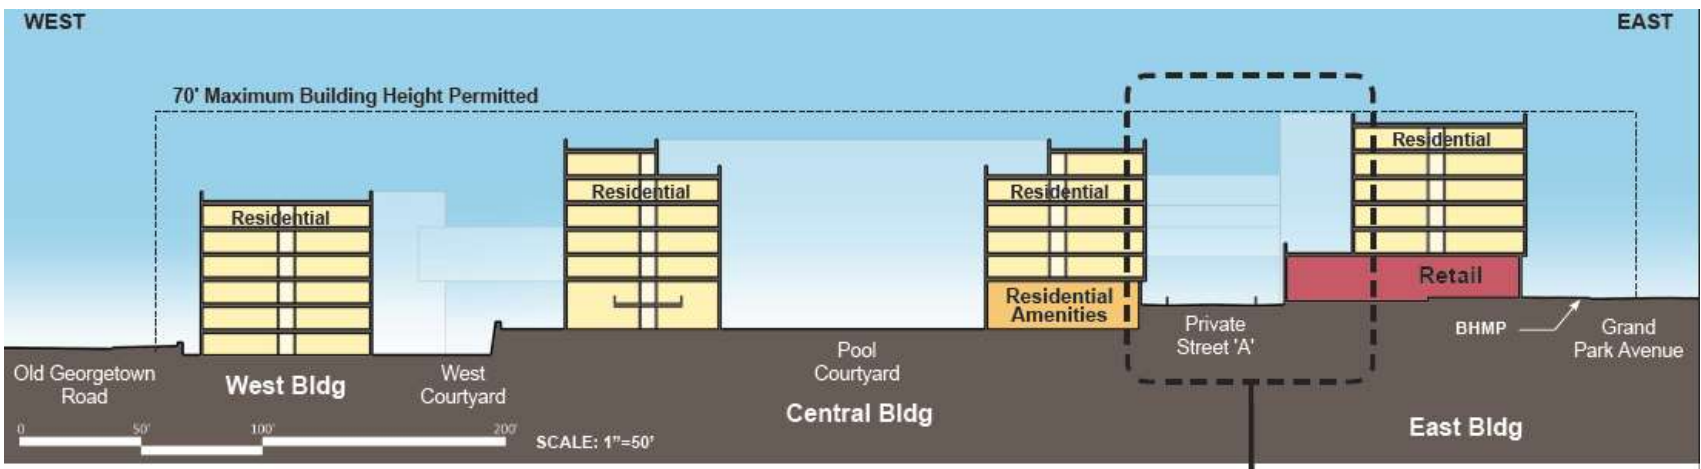 WEST
EAST
70' Maximum Building Height Permitted
Residential
Residential
Residential
Residential
Retail
Residential
Amenities
Private
Street 'A'
BHMP
Grand
Park Avenue
Old Georgetown
Road
West Bldg
West
Courtyard
Pool
Courtyard
Central Bldg
East Bldg
0 50' 100' 200'
SCALE: 1"=50'